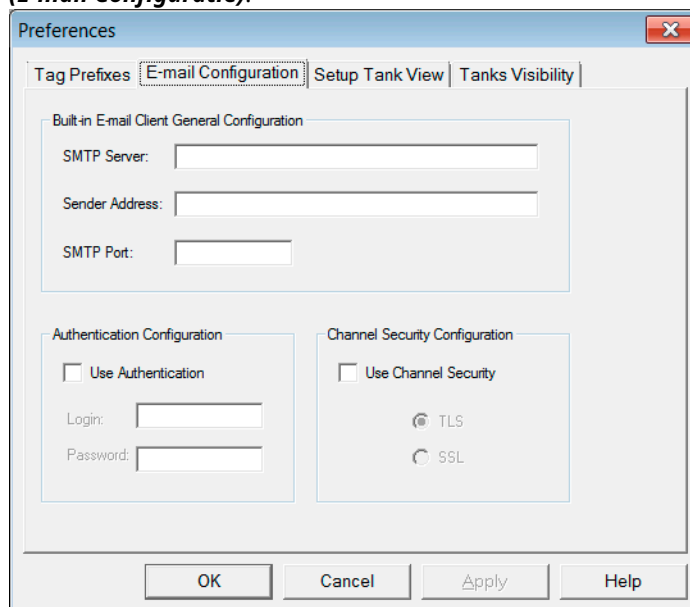 (E-mail Configuratio).
Preferences
Tag Prefixes E-mail Configuration Setup Tank View Tanks Visibility
Built-in E-mail Client General Configuration
SMTP Server:
Sender Address:
SMTP Port:
Authentication Configuration
Use Authentication
Login:
Password:
Channel Security Configuration
Use Channel Security
TLS
SSL
OK Cancel Apply Help